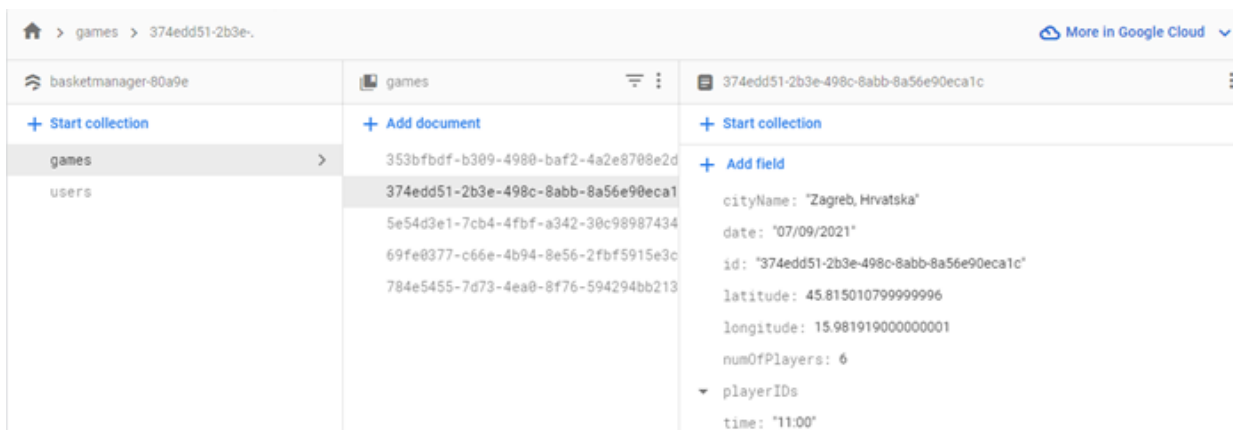 games > 374edd51-2b3e-.
More in Google Cloud
basketmanager-80a9e
games
374edd51-2b3e-498c-8abb-8a56e90eca1c
+ Start collection
+ Add document
+ Start collection
games
users
353bfbdf-b309-4980-baf2-4a2e8708e2d
374edd51-2b3e-498c-8abb-8a56e90eca1
5e54d3e1-7cb4-4fbf-a342-30c98987434
69fe0377-c66e-4b94-8e56-2fbf5915e3c
784e5455-7d73-4ea0-8f76-594294bb213
+ Add field
cityName: "Zagreb, Hrvatska"
date: "07/09/2021"
id: "374edd51-2b3e-498c-8abb-8a56e90eca1c"
latitude: 45.815010799999996
longitude: 15.981919000000001
numOfPlayers: 6
playerIDs
time: "11:00"